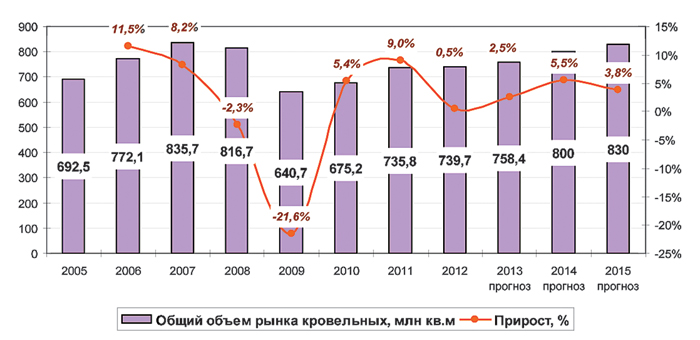 11,5% 8,2% -2,3% -21,6% 5,4% 9,0% 0,5% 2,5% 5,5% 3,8%
900 800 700 600 500 400 300 200 100 0
15% 10% 5% 0% -5% -10% -15% -20% -25%
692,5 772,1 835,7 816,7 640,7 675,2 735,8 739,7 758,4 800 830
2005 2006 2007 2008 2009 2010 2011 2012 2013 2014 2015
прогноз прогноз прогноз
Общий объем рынка кровельных, млн кв.м Прирост, %